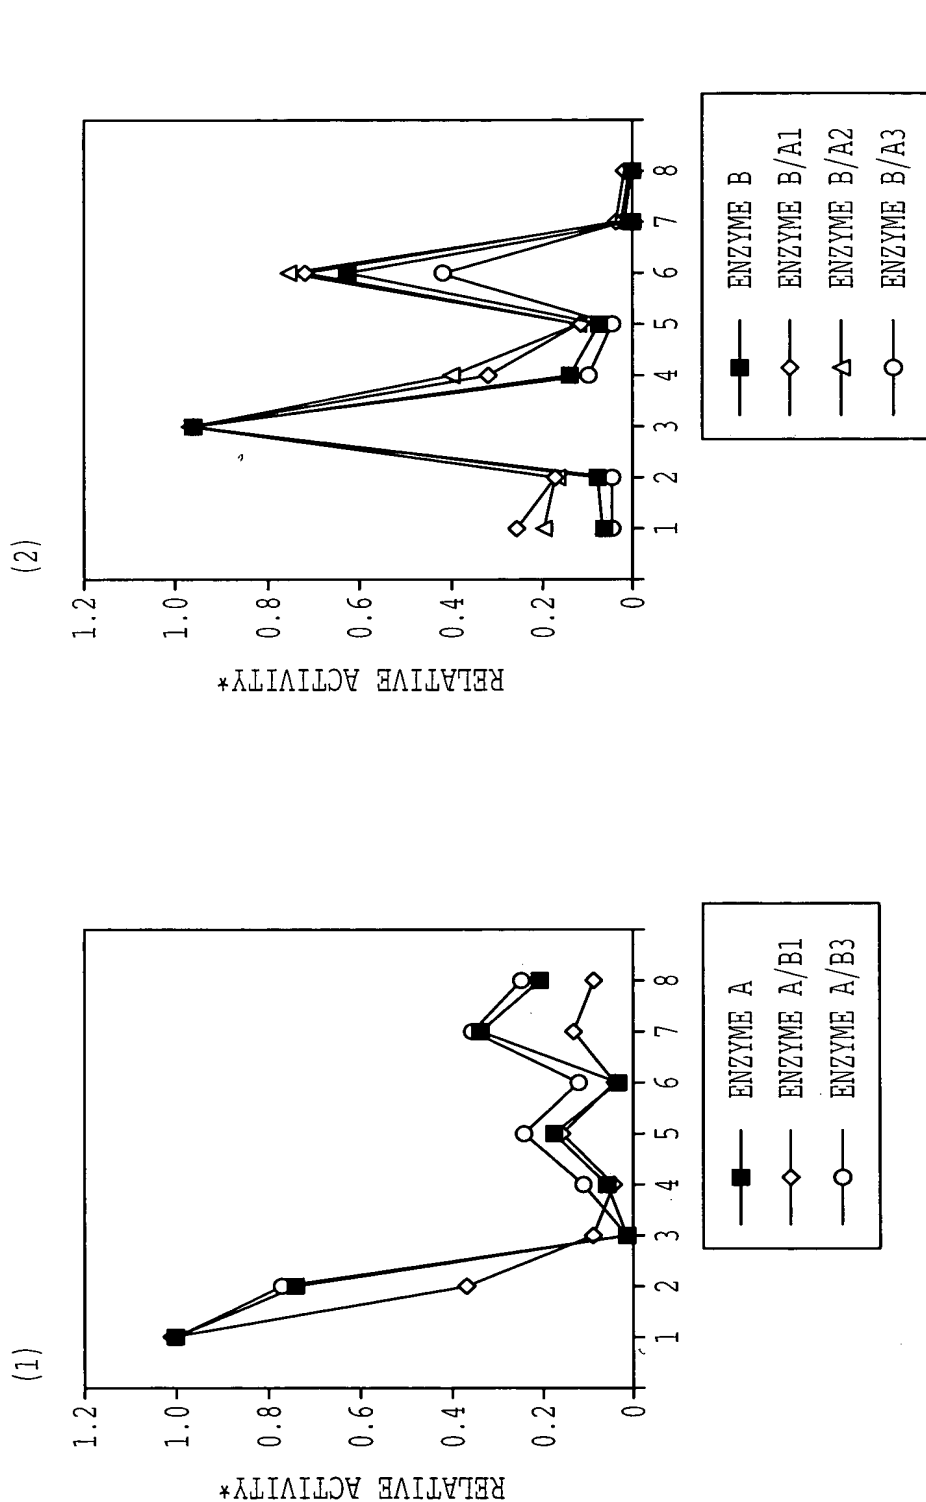 (1)
RELATIVE ACTIVITY*
1.2
1.0
0.8
0.6
0.4
0.2
0
1 2 3 4 5 6 7 8
ENZYME A
ENZYME A/B1
ENZYME A/B3
(2)
RELATIVE ACTIVITY*
1.2
1.0
0.8
0.6
0.4
0.2
0
1 2 3 4 5 6 7 8
ENZYME B
ENZYME B/A1
ENZYME B/A2
ENZYME B/A3